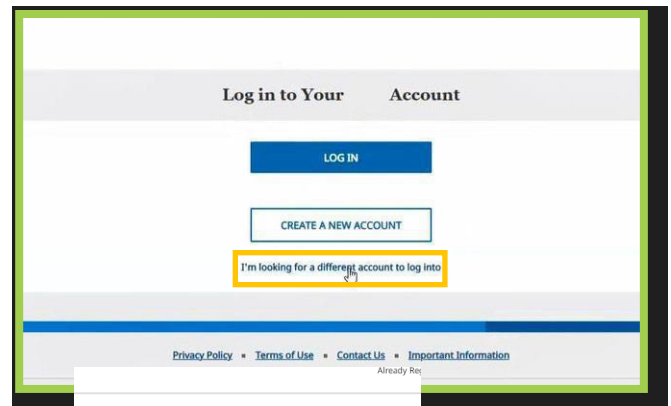 Log in to Your Account
LOG IN
CREATE A NEW ACCOUNT
I'm looking for a different account to log into
Privacy Policy ▪ Terms of Use ▪ Contact Us ▪ Important Information
Already